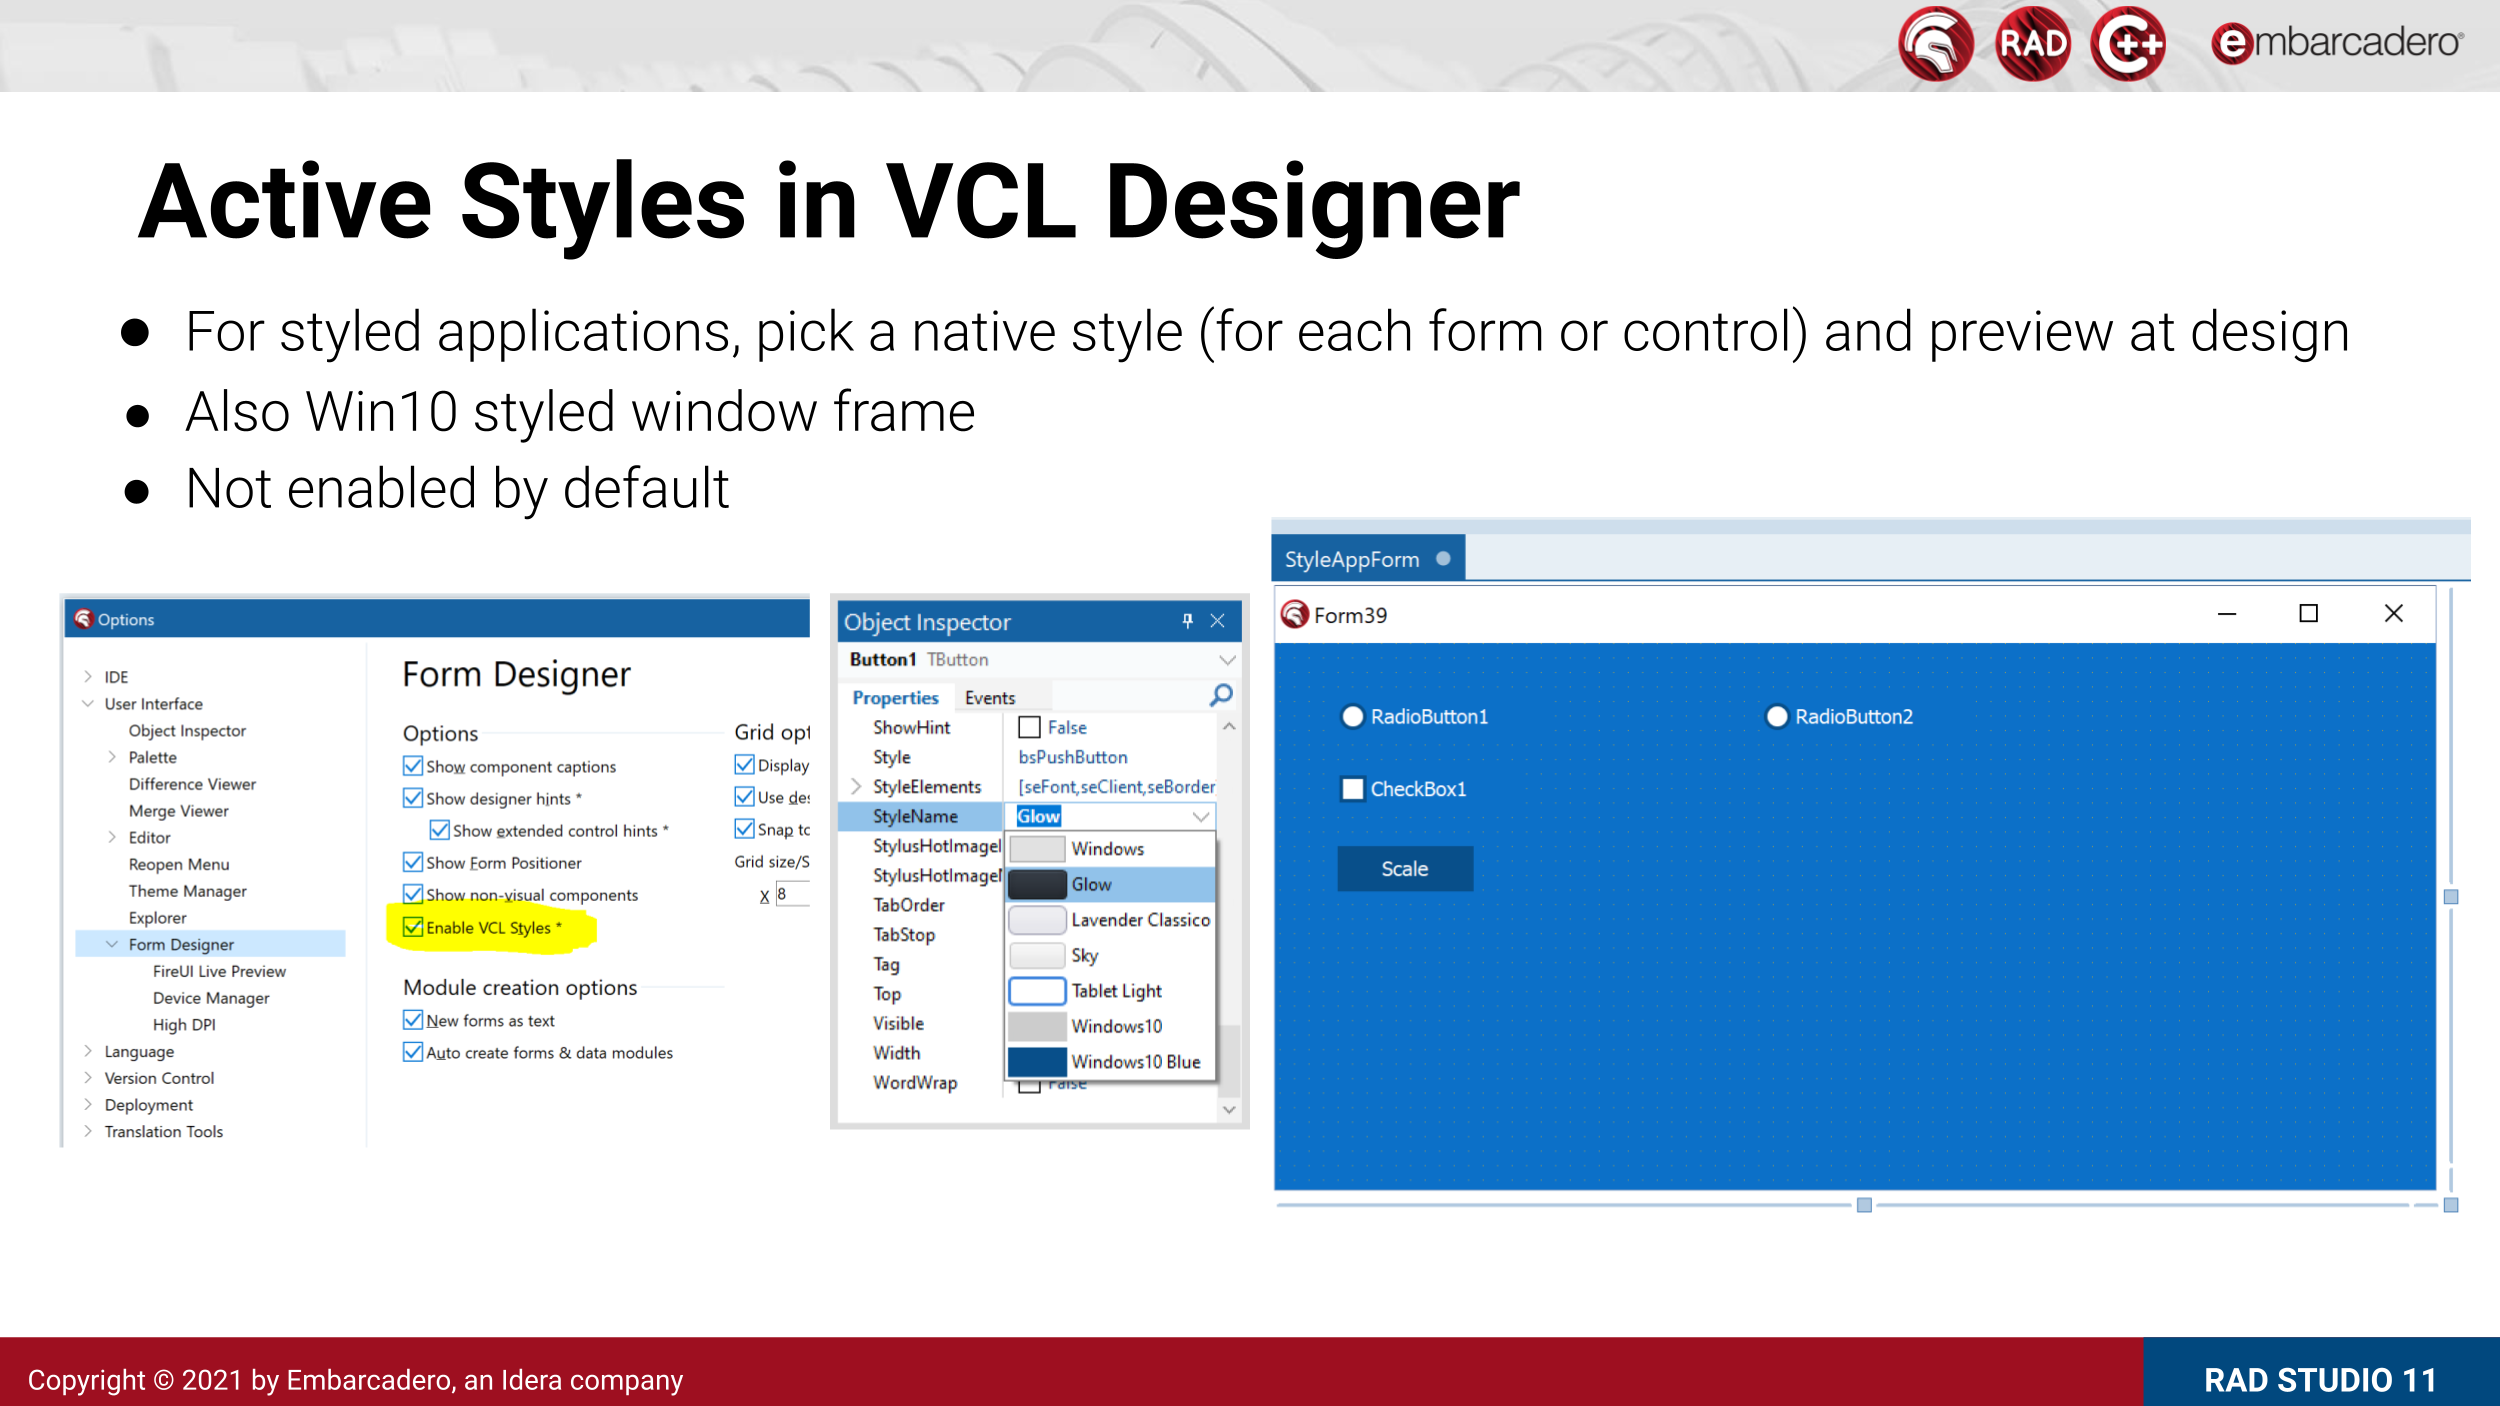 RAD
C++
embarcadero®
Active Styles in VCL Designer
● For styled applications, pick a native style (for each form or control) and preview at design
● Also Win10 styled window frame
● Not enabled by default
Options
IDE
User Interface
Object Inspector
Palette
Difference Viewer
Merge Viewer
Editor
Reopen Menu
Theme Manager
Explorer
Form Designer
FireUI Live Preview
Device Manager
High DPI
Language
Version Control
Deployment
Translation Tools
Form Designer
Options
Show component captions
Show designer hints *
Show extended control hints *
Show Form Positioner
Show non-visual components
Enable VCL Styles *
Module creation options
New forms as text
Auto create forms & data modules
Grid opt
Display
Use des
Snap to
Grid size/S
X 8
Object Inspector
Button1 TButton
Properties Events
ShowHint False
Style bsPushButton
StyleElements [seFont,seClient,seBorder
StyleName Glow
StylusHotImageI
StylusHotImageI
TabOrder
TabStop
Tag
Top
Visible
Width
WordWrap False
Windows
Glow
Lavender Classico
Sky
Tablet Light
Windows10
Windows10 Blue
StyleAppForm
Form39
RadioButton1 RadioButton2
CheckBox1
Scale
Copyright © 2021 by Embarcadero, an Idera company
RAD STUDIO 11